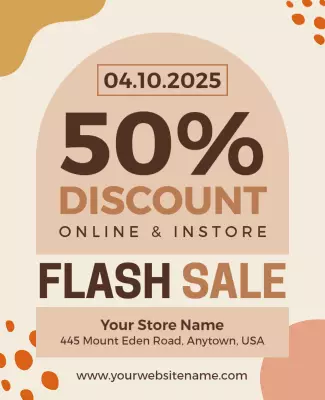 04.10.2025
50%
DISCOUNT
ONLINE & INSTORE
FLASH SALE
Your Store Name
445 Mount Eden Road, Anytown, USA
www.yourwebsitename.com